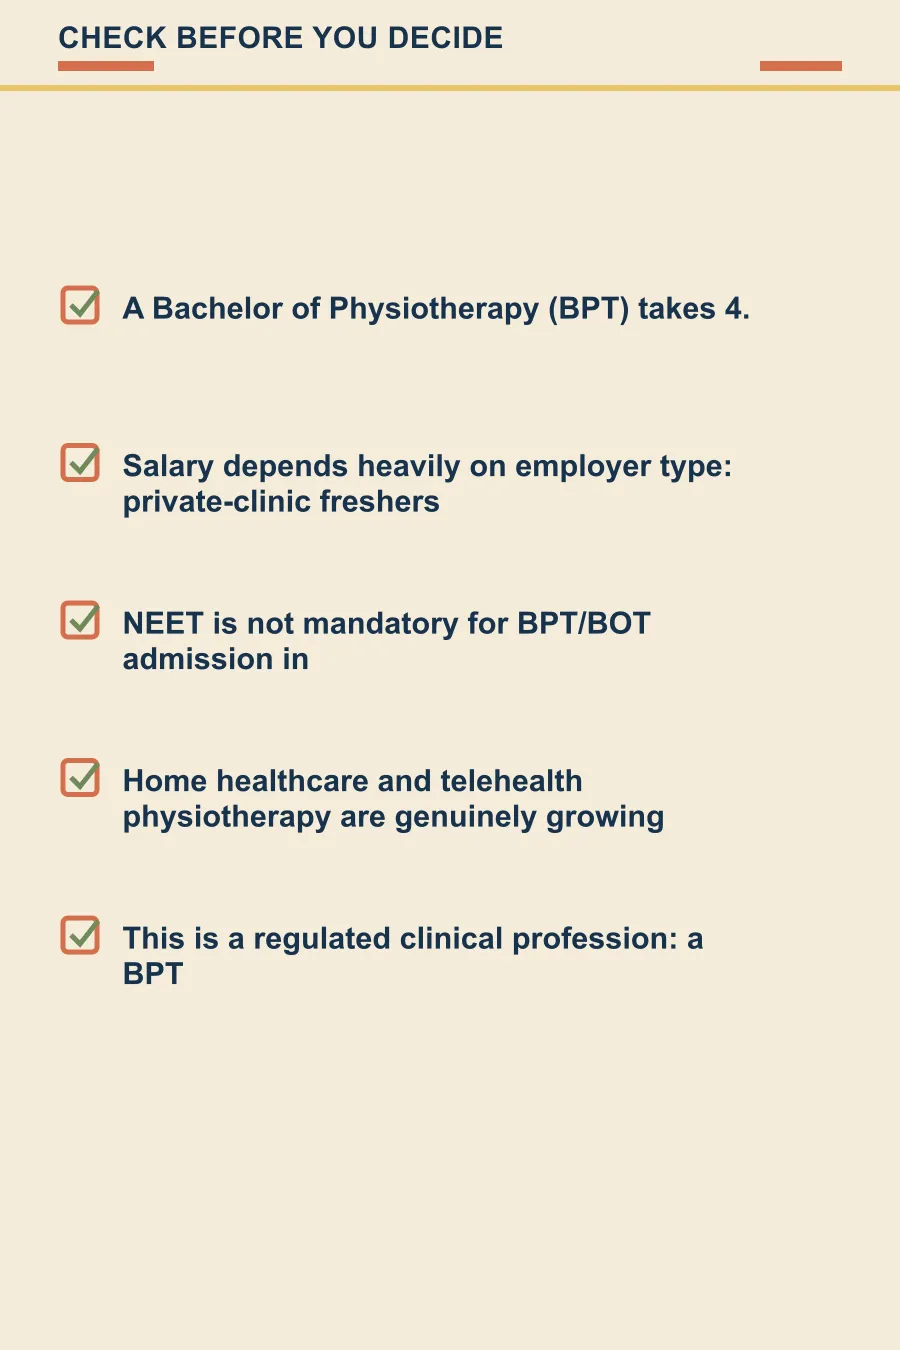 CHECK BEFORE YOU DECIDE
A Bachelor of Physiotherapy (BPT) takes 4.
Salary depends heavily on employer type:
private-clinic freshers
NEET is not mandatory for BPT/BOT
admission in
Home healthcare and telehealth
physiotherapy are genuinely growing
This is a regulated clinical profession: a
BPT